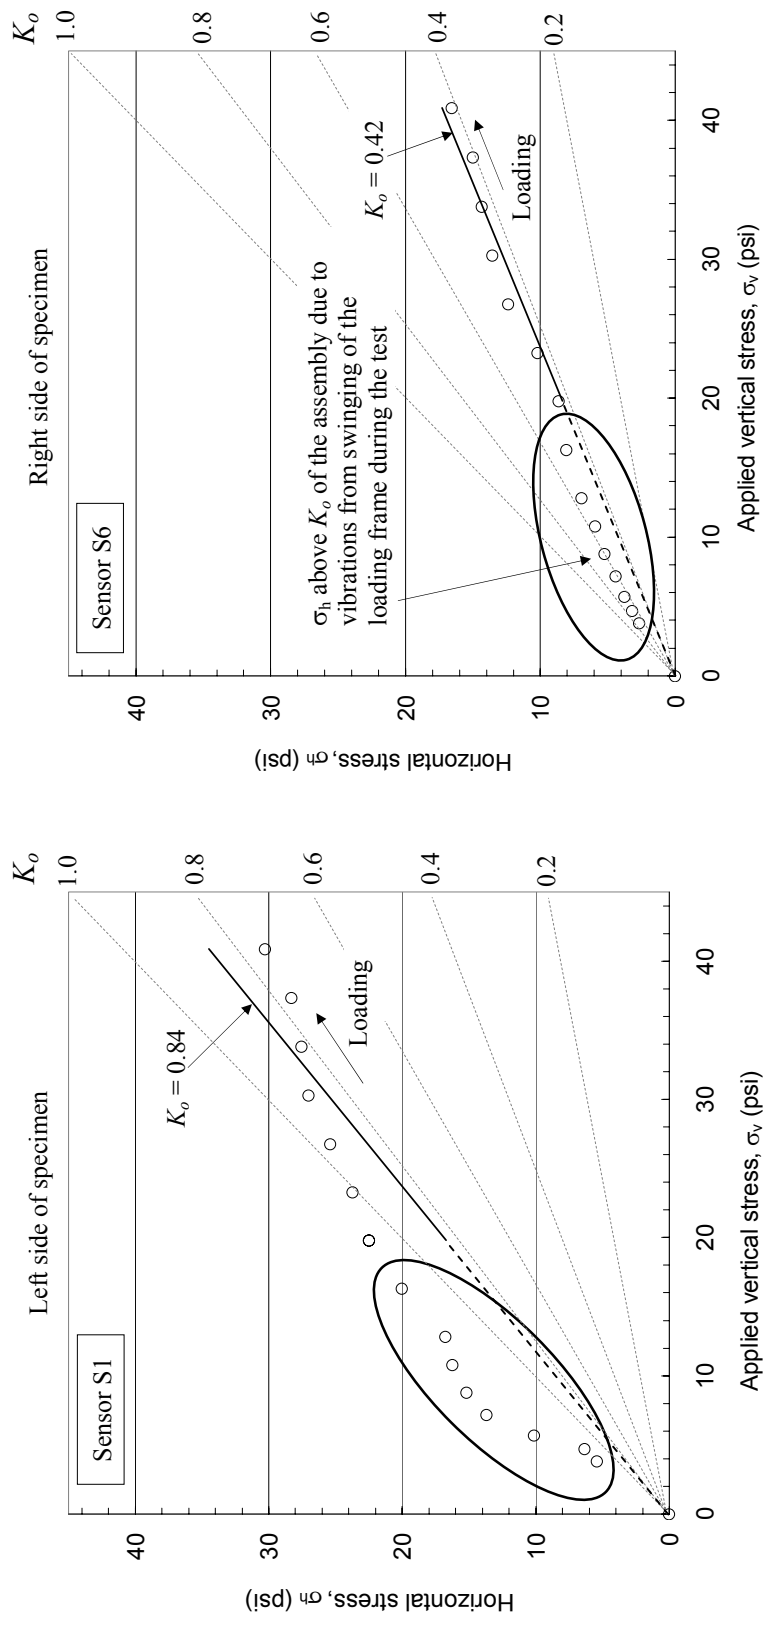 Left side of specimen
Sensor S1
K_o
1.0
0.8
0.6
0.4
0.2
K_o = 0.84
Loading
40
30
20
10
0
Horizontal stress, σ_h (psi)
0 10 20 30 40
Applied vertical stress, σ_v (psi)
Right side of specimen
Sensor S6
K_o
1.0
0.8
0.6
0.4
0.2
σ_h above K_o of the assembly due to
vibrations from swinging of the
loading frame during the test
K_o = 0.42
Loading
40
30
20
10
0
Horizontal stress, σ_h (psi)
0 10 20 30 40
Applied vertical stress, σ_v (psi)